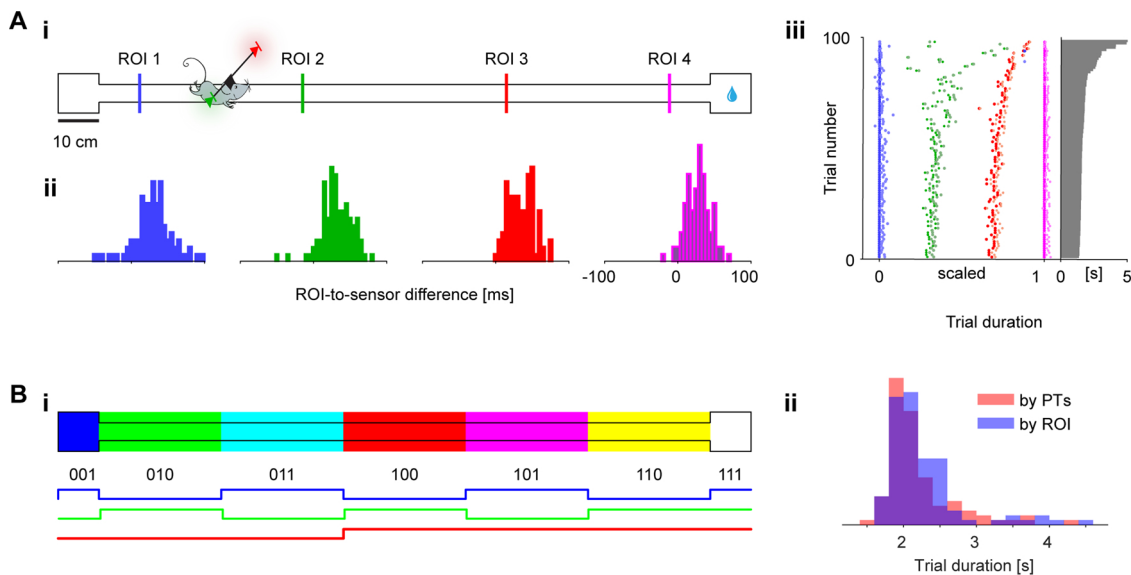 A
i
iii
ROI 1
ROI 2
ROI 3
ROI 4
10 cm
ii
-100
0
100
ROI-to-sensor difference [ms]
100
Trial number
0
0
scaled
1
0
[s]
5
Trial duration
B
i
ii
001
010
011
100
101
110
111
by PTs
by ROI
2
3
4
Trial duration [s]